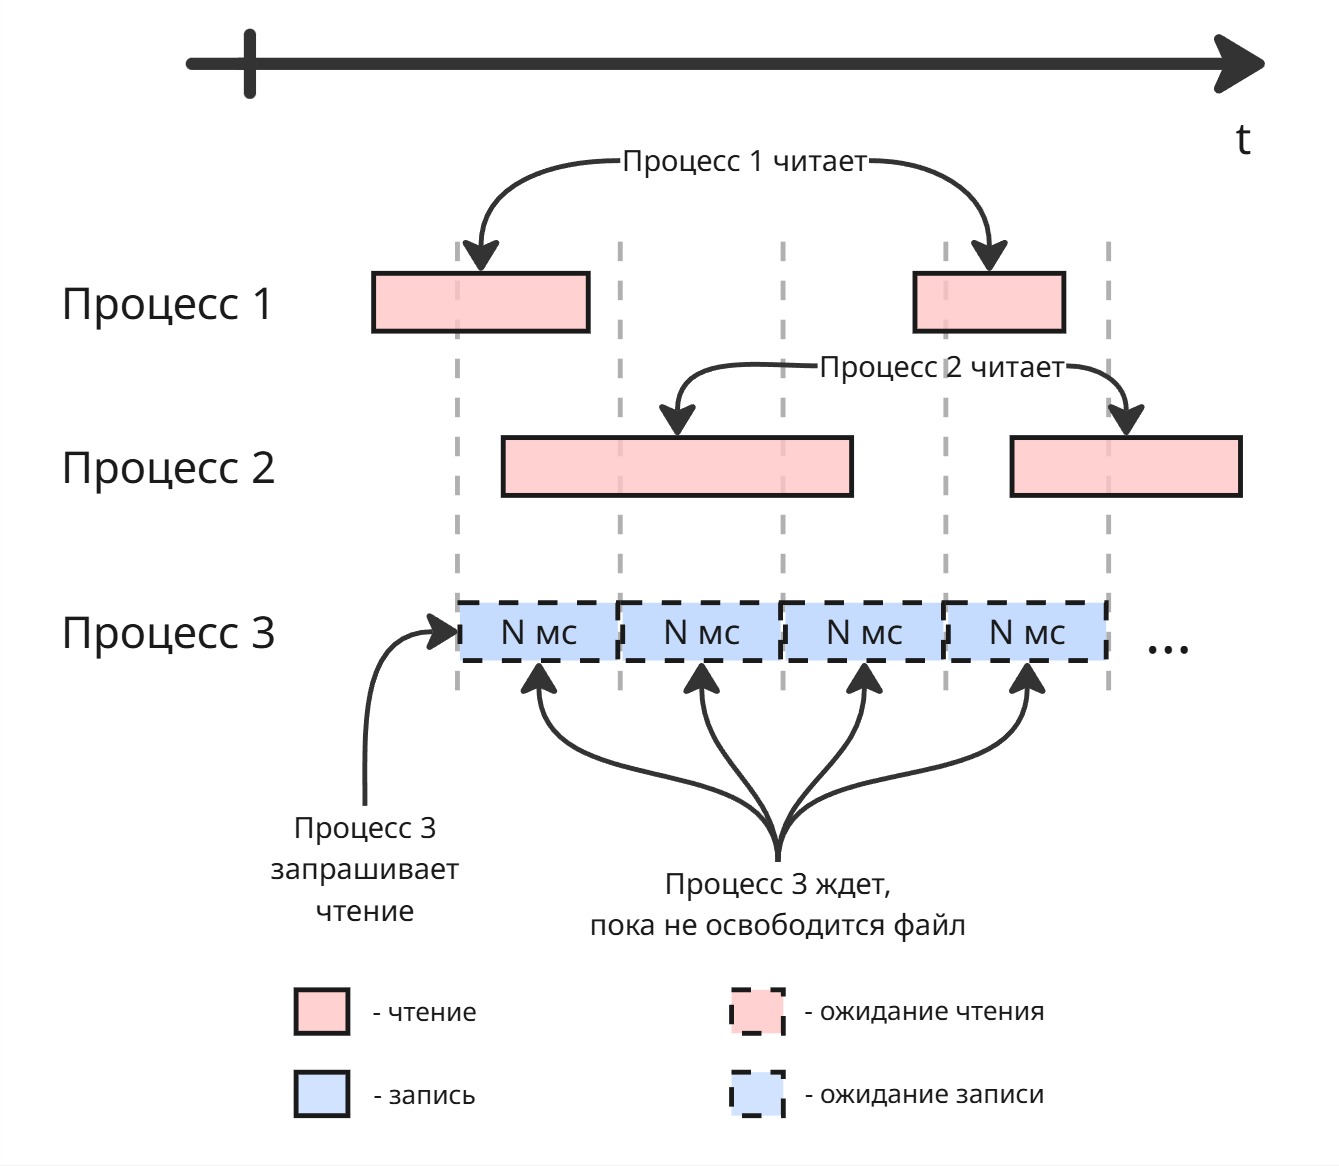 t
Процесс 1 читает
Процесс 1
Процесс 2 читает
Процесс 2
Процесс 3
N мс
N мс
N мс
N мс
...
Процесс 3
запрашивает
чтение
Процесс 3 ждет,
пока не освободится файл
- чтение
- ожидание чтения
- запись
- ожидание записи